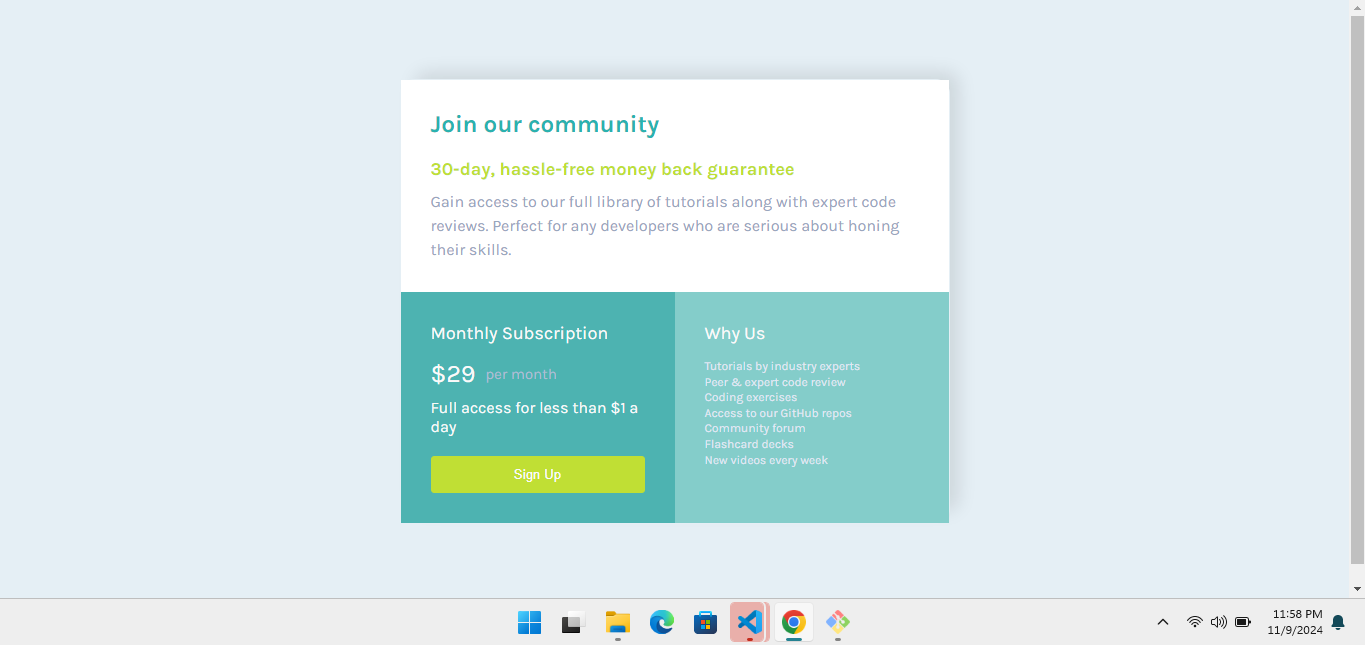 Join our community
30-day, hassle-free money back guarantee
Gain access to our full library of tutorials along with expert code
reviews. Perfect for any developers who are serious about honing
their skills.
Monthly Subscription
$29 per month
Full access for less than $1 a
day
Sign Up
Why Us
Tutorials by industry experts
Peer & expert code review
Coding exercises
Access to our GitHub repos
Community forum
Flashcard decks
New videos every week
11:58 PM
11/9/2024